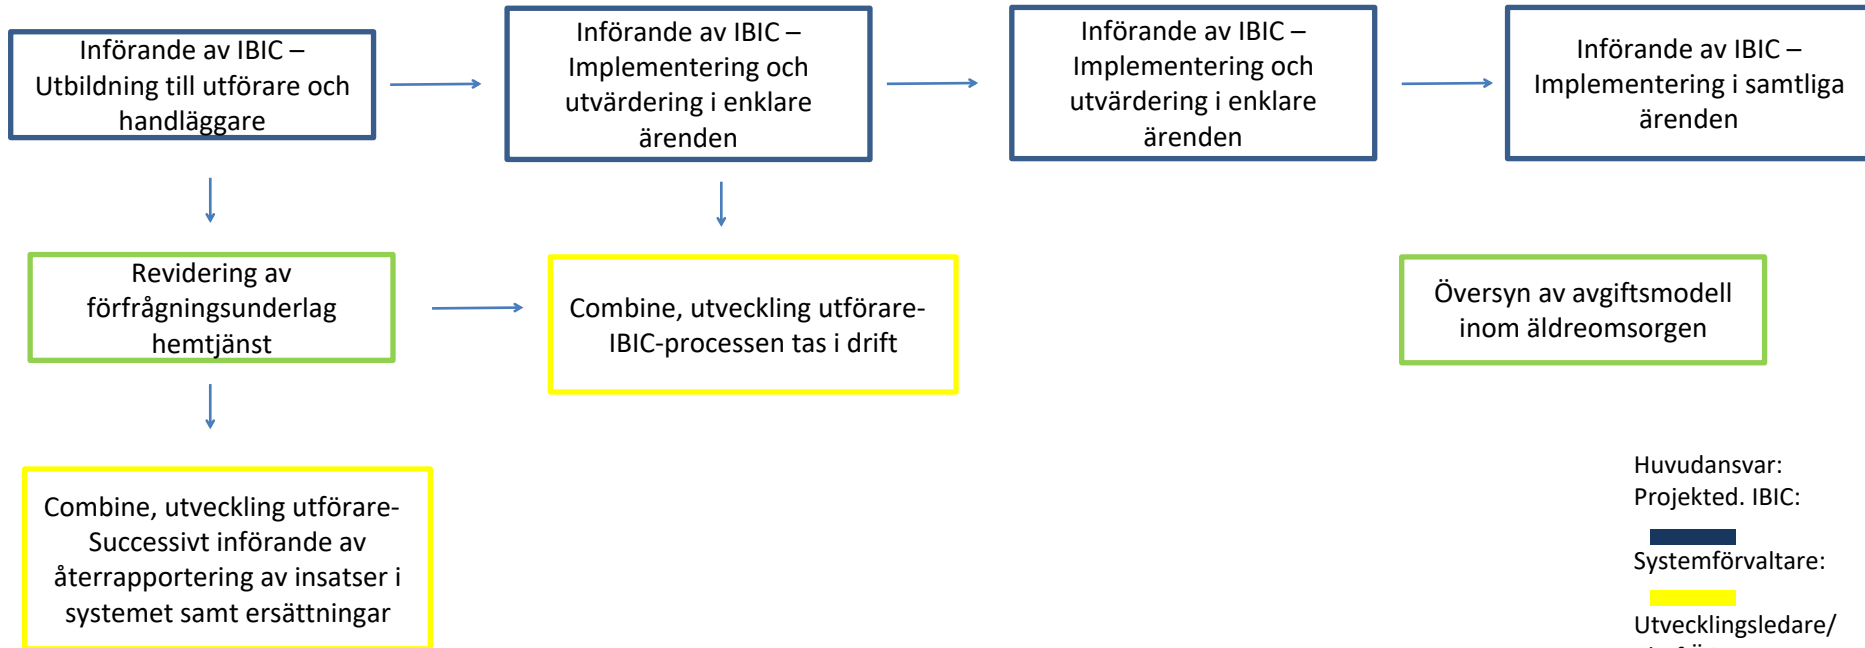 Införande av IBIC –
Utbildning till utförare och
handläggare
Införande av IBIC –
Implementering och
utvärdering i enklare
ärenden
Införande av IBIC –
Implementering och
utvärdering i enklare
ärenden
Införande av IBIC –
Implementering i samtliga
ärenden
Revidering av
förfrågningsunderlag
hemtjänst
Combine, utveckling utförare-
IBIC-processen tas i drift
Översyn av avgiftsmodell
inom äldreomsorgen
Combine, utveckling utförare-
Successivt införande av
återrapportering av insatser i
systemet samt ersättningar
Huvudansvar:
Projekted. IBIC:
Systemförvaltare:
Utvecklingsledare/